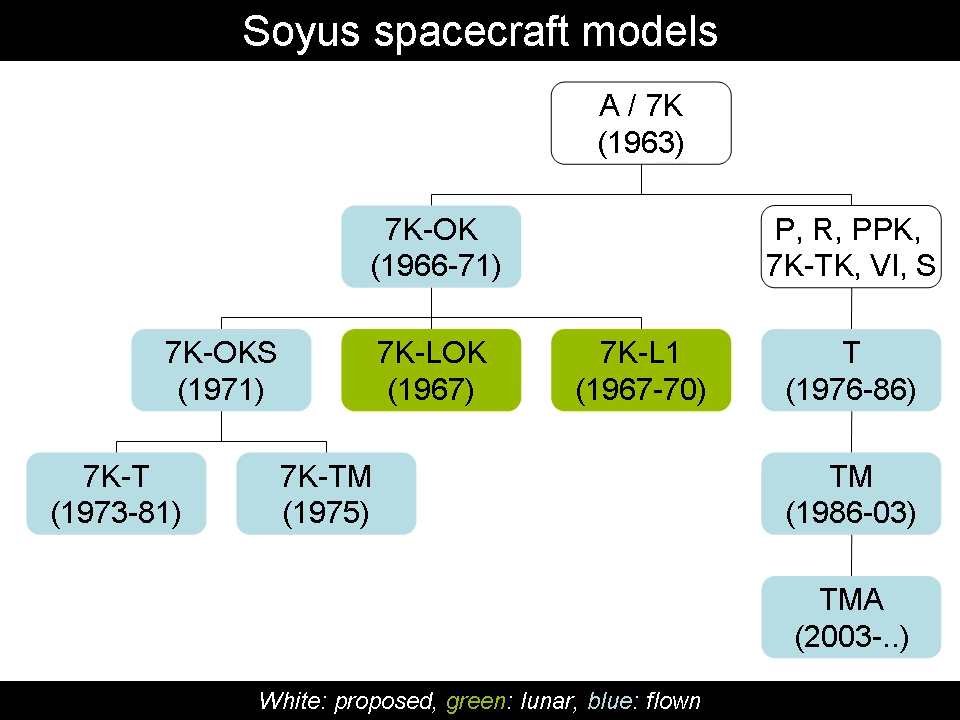 Soyus spacecraft models
A / 7K
(1963)
7K-OK
(1966-71)
P, R, PPK,
7K-TK, VI, S
7K-OKS
(1971)
7K-LOK
(1967)
7K-L1
(1967-70)
T
(1976-86)
7K-T
(1973-81)
7K-TM
(1975)
TM
(1986-03)
TMA
(2003-..)
White: proposed, green: lunar, blue: flown